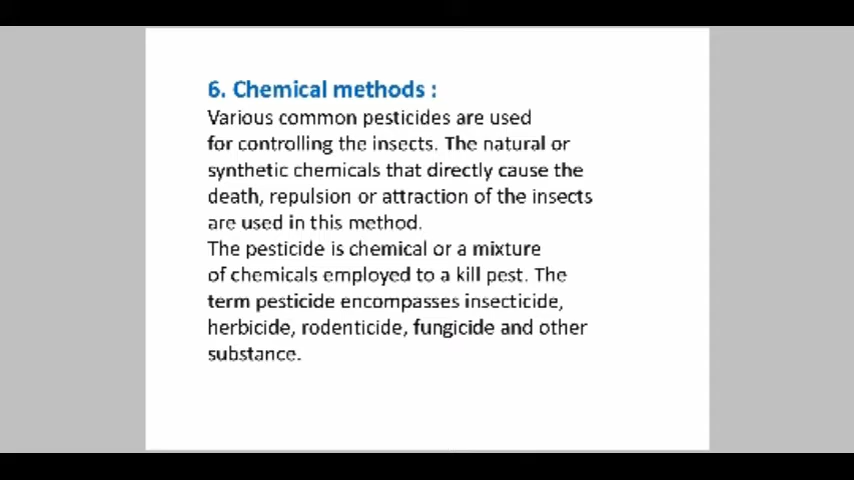 6. Chemical methods :
Various common pesticides are used
for controlling the insects. The natural or
synthetic chemicals that directly cause the
death, repulsion or attraction of the insects
are used in this method.
The pesticide is chemical or a mixture
of chemicals employed to a kill pest. The
term pesticide encompasses insecticide,
herbicide, rodenticide, fungicide and other
substance.